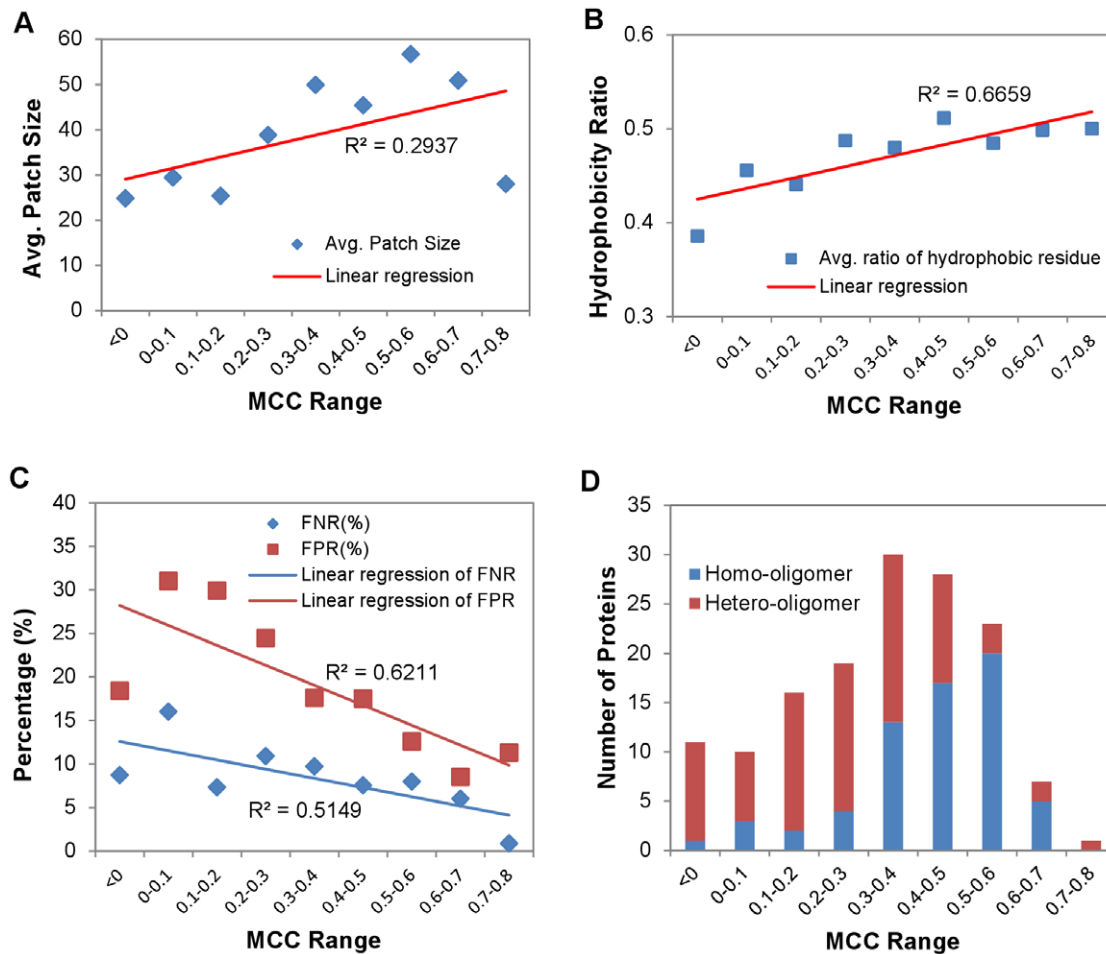 A
60
50
40
30
20
10
0
Avg. Patch Size
R² = 0.2937
Avg. Patch Size
Linear regression
<0
0-0.1
0.1-0.2
0.2-0.3
0.3-0.4
0.4-0.5
0.5-0.6
0.6-0.7
0.7-0.8
MCC Range
B
0.6
0.5
0.4
0.3
Hydrophobicity Ratio
R² = 0.6659
Avg. ratio of hydrophobic residue
Linear regression
<0
0-0.1
0.1-0.2
0.2-0.3
0.3-0.4
0.4-0.5
0.5-0.6
0.6-0.7
0.7-0.8
MCC Range
C
40
35
30
25
20
15
10
5
0
Percentage (%)
FNR(%)
FPR(%)
Linear regression of FNR
Linear regression of FPR
R² = 0.6211
R² = 0.5149
<0
0-0.1
0.1-0.2
0.2-0.3
0.3-0.4
0.4-0.5
0.5-0.6
0.6-0.7
0.7-0.8
MCC Range
D
35
30
25
20
15
10
5
0
Number of Proteins
Homo-oligomer
Hetero-oligomer
<0
0-0.1
0.1-0.2
0.2-0.3
0.3-0.4
0.4-0.5
0.5-0.6
0.6-0.7
0.7-0.8
MCC Range